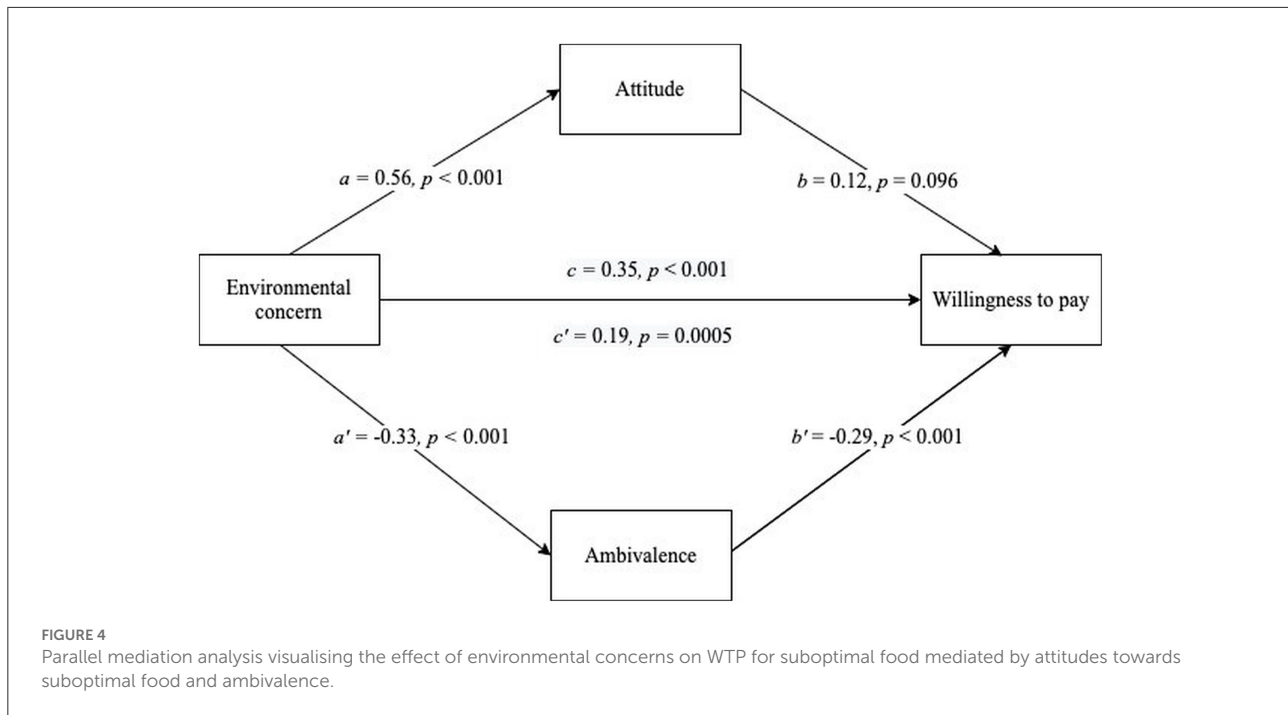 Attitude
a = 0.56, p < 0.001
b = 0.12, p = 0.096
Environmental
concern
c = 0.35, p < 0.001
Willingness to pay
c' = 0.19, p = 0.0005
a' = -0.33, p < 0.001
b' = -0.29, p < 0.001
Ambivalence
FIGURE 4
Parallel mediation analysis visualising the effect of environmental concerns on WTP for suboptimal food mediated by attitudes towards
suboptimal food and ambivalence.